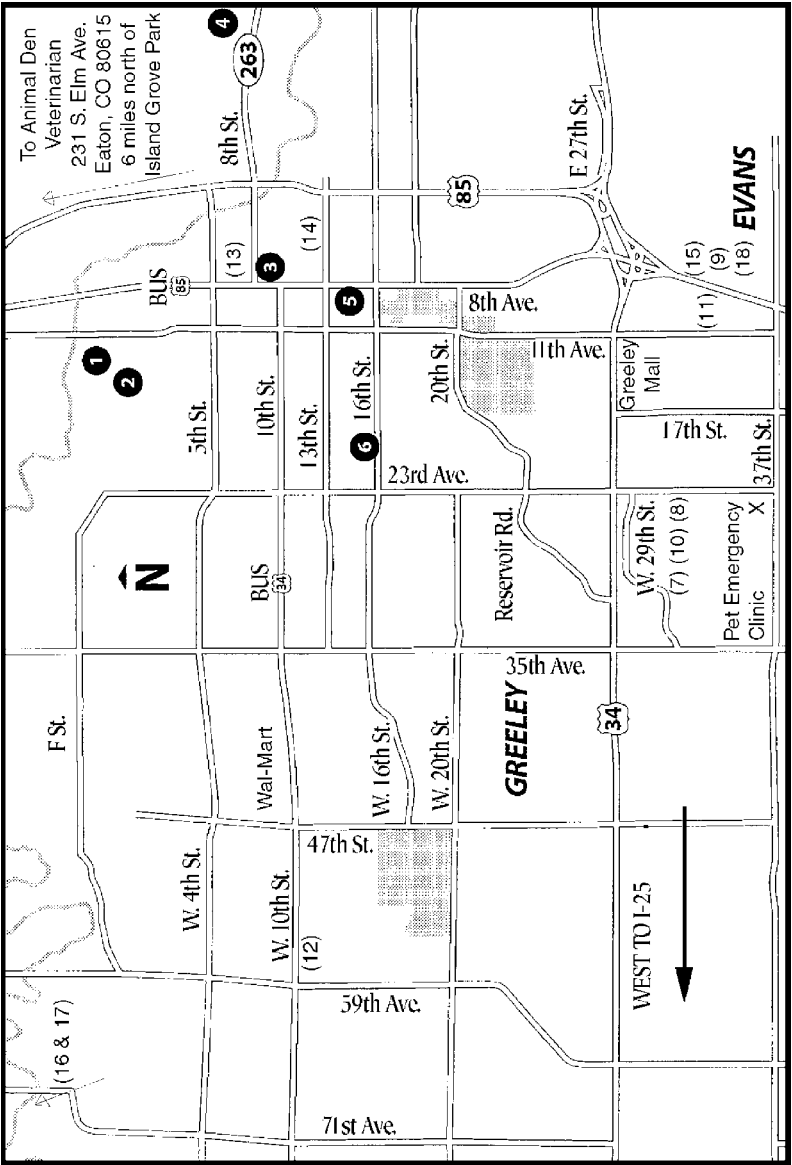 (16 & 17)
F St.
N
To Animal Den
Veterinarian
231 S. Elm Ave.
Eaton, CO 80615
6 miles north of
Island Grove Park
1
2
BUS
85
W. 4th St.
5th St.
(13)
8th St.
4
263
Wal-Mart
BUS
34
10th St.
3
W. 10th St.
(12)
13th St.
(14)
5
W. 16th St.
16th St.
6
71st Ave.
59th Ave.
47th St.
35th Ave.
23rd Ave.
11th Ave.
8th Ave.
85
W. 20th St.
20th St.
Reservoir Rd.
GREELEY
34
E 27th St.
WEST TO I-25
W. 29th St.
(7) (10) (8)
Greeley
Mall
17th St.
(11)
(15)
(9)
(18)
EVANS
Pet Emergency
Clinic X
37th St.